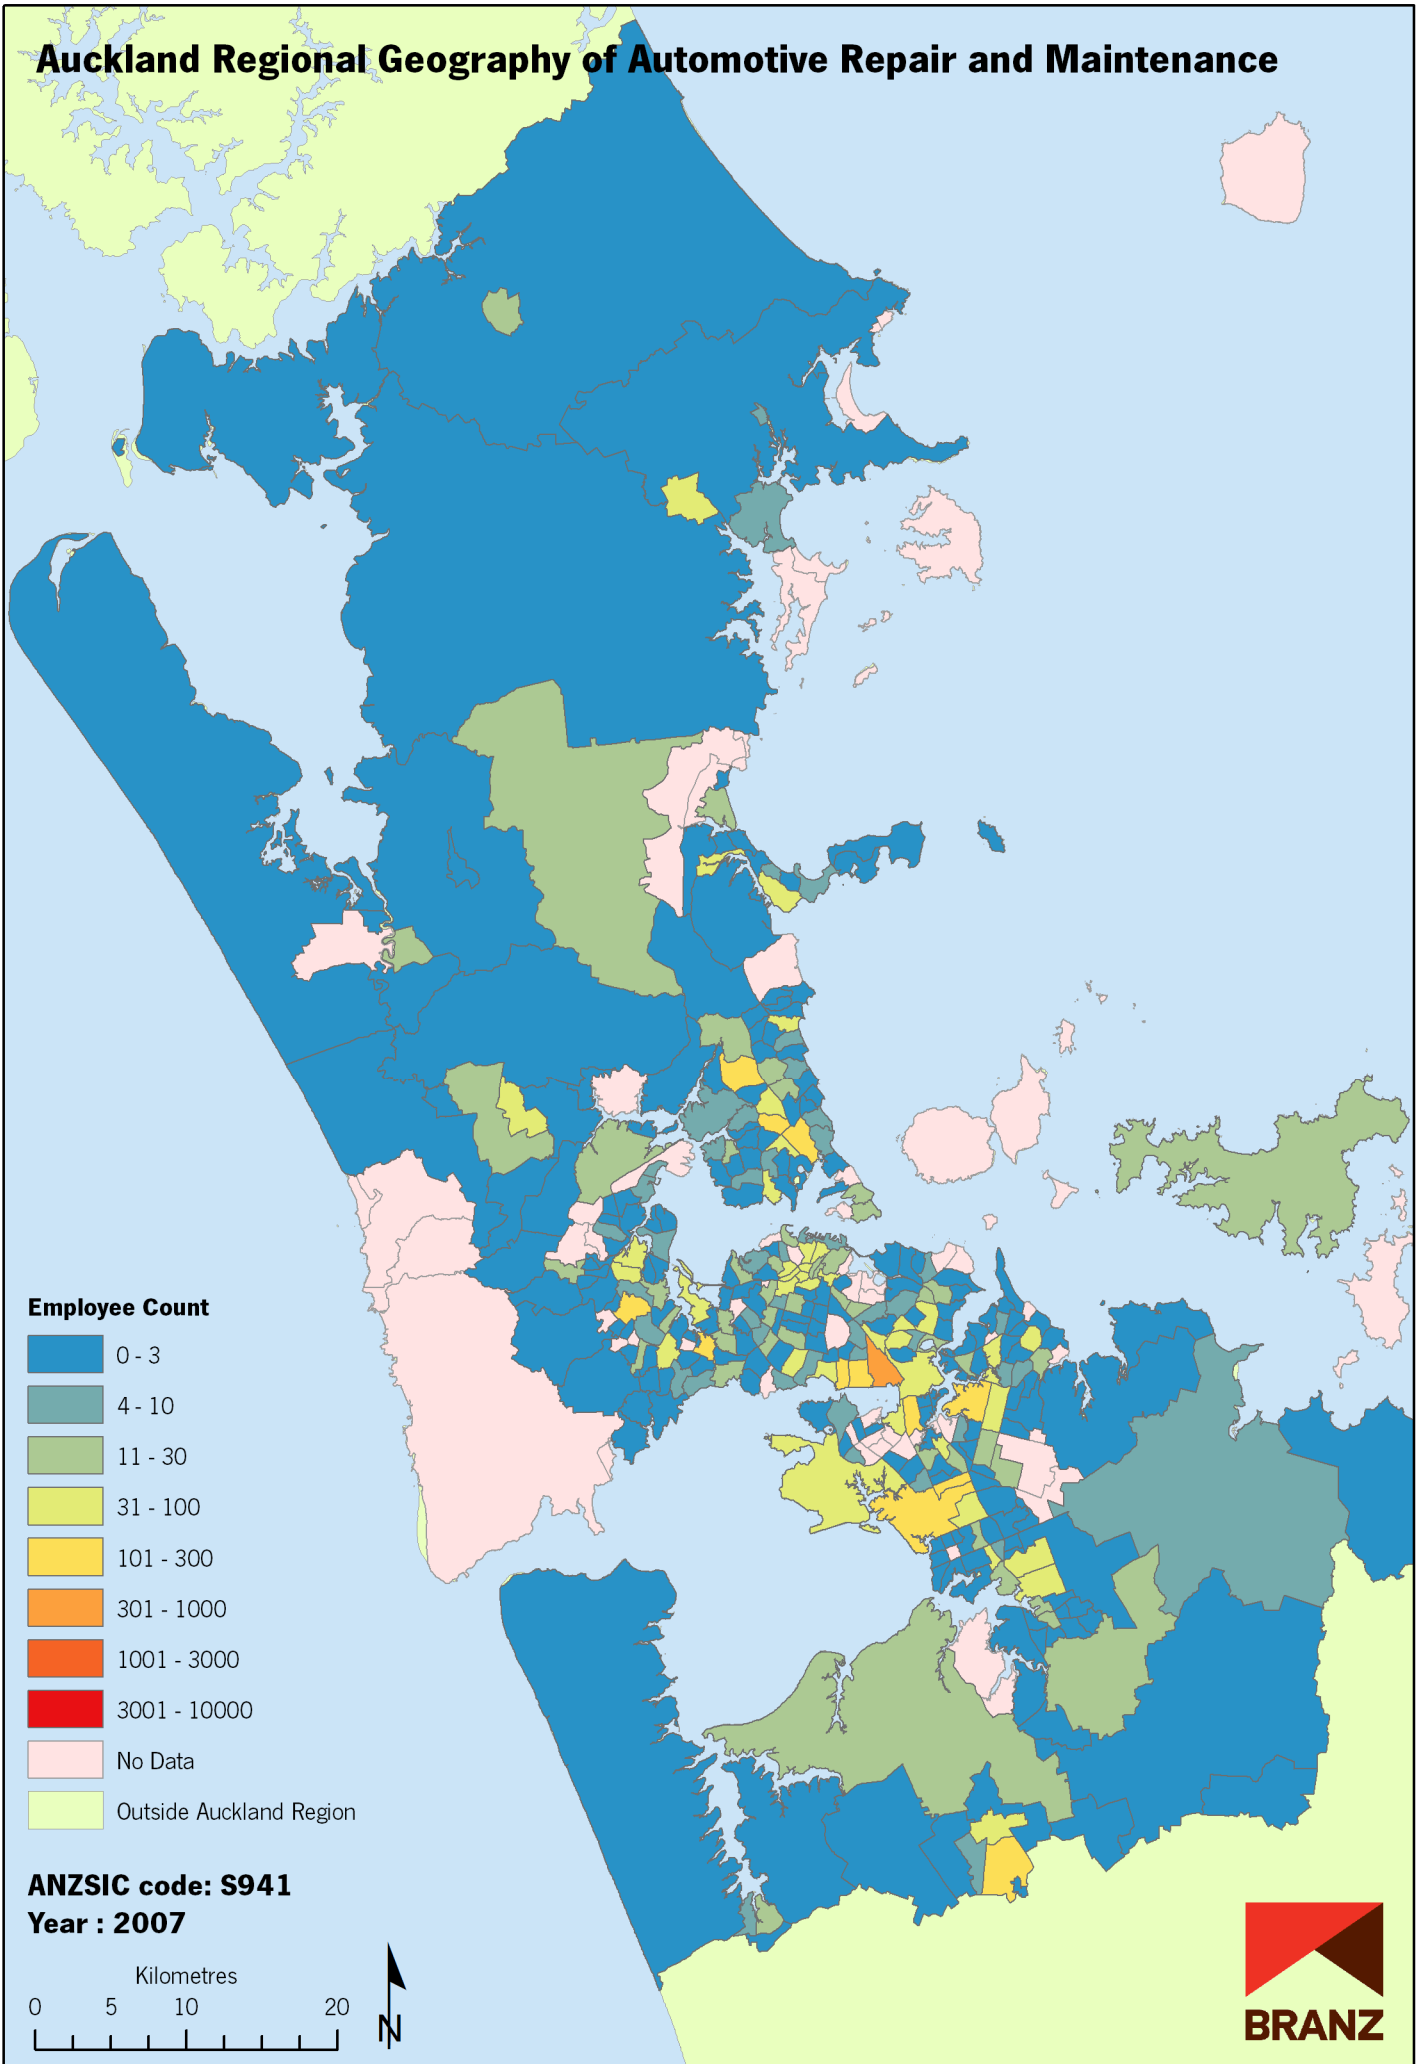 Auckland Regional Geography of Automotive Repair and Maintenance
Employee Count
0 - 3
4 - 10
11 - 30
31 - 100
101 - 300
301 - 1000
1001 - 3000
3001 - 10000
No Data
Outside Auckland Region
ANZSIC code: S941
Year : 2007
Kilometres
0 5 10 20
N
BRANZ